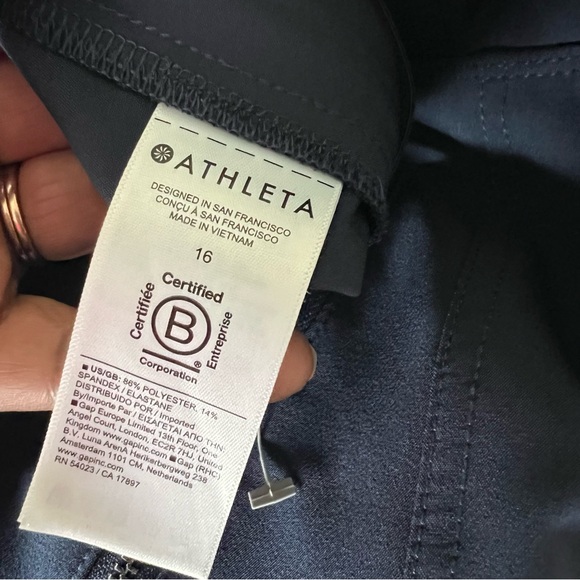 ATHLETA
DESIGNED IN SAN FRANCISCO
CONÇU À SAN FRANCISCO
MADE IN VIETNAM
16
Certified
Certifiée
B
®
Entreprise
Corporation
■ US/GB: 86% POLYESTER, 14%
SPANDEX / ELASTANE
DISTRIBUIDO POR / Imported
By/Importe Par / ΕΙΣΑΓΕΤΑΙ ΑΠΟ ΤΗΝ:
■ Gap Europe Limited 13th Floor, One
Angel Court, London, EC2R 7HJ, United
Kingdom www.gapinc.com ■ Gap (RHC)
B.V. Luna ArenA Herikerbergweg 238
Amsterdam 1101 CM, Netherlands
www.gapinc.com
RN 54023 / CA 17897